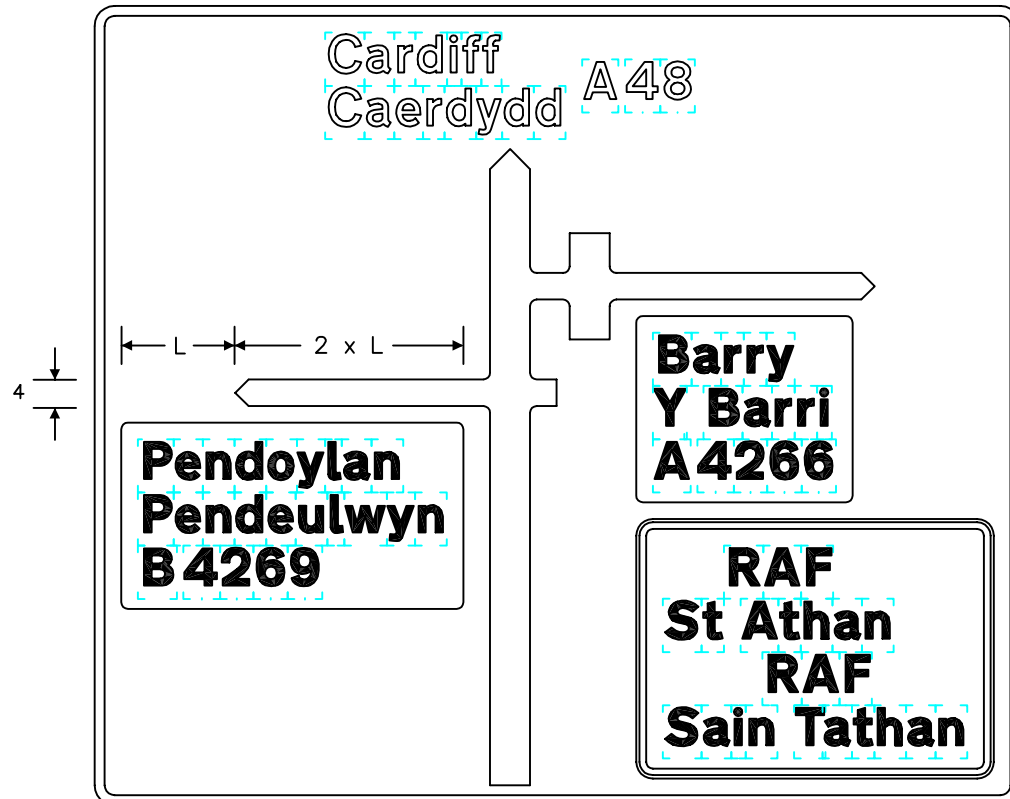 Cardiff
Caerdydd
A48
L
2 x L
4
Barry
Y Barri
A4266
Pendoylan
Pendeulwyn
B4269
RAF
St Athan
RAF
Sain Tathan